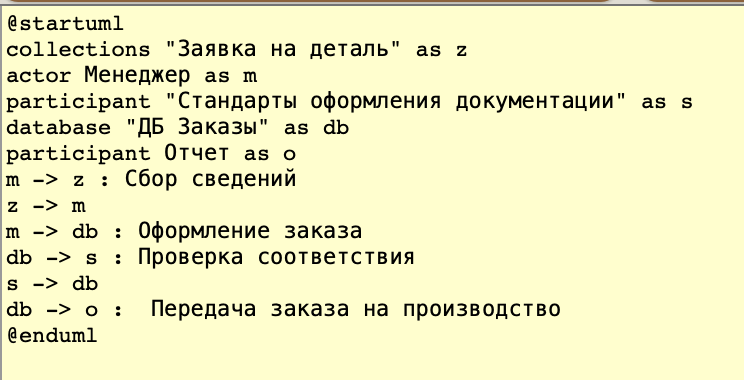 @startuml
collections "Заявка на деталь" as z
actor Менеджер as m
participant "Стандарты оформления документации" as s
database "ДБ Заказы" as db
participant Отчет as o
m -> z : Сбор сведений
z -> m
m -> db : Оформление заказа
db -> s : Проверка соответствия
s -> db
db -> o :  Передача заказа на производство
@enduml